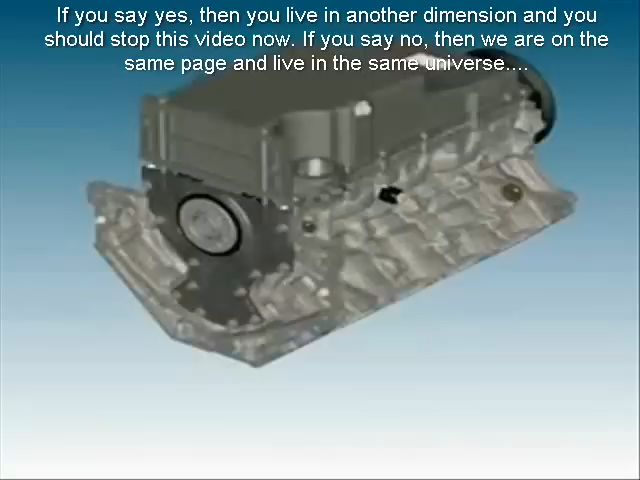 If you say yes, then you live in another dimension and you
should stop this video now. If you say no, then we are on the
same page and live in the same universe....